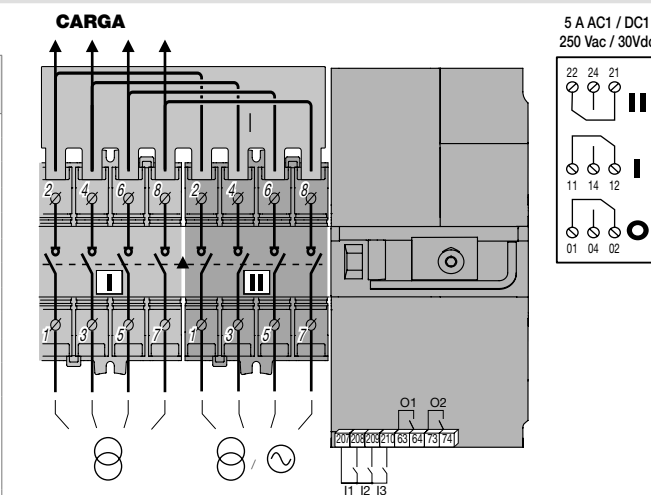 CARGA
5 A AC1 / DC1
250 Vac / 30Vdc
22 24 21
II
2 4 6 8 2 4 6 8
11 14 12
I
01 04 02
O
I II
1 3 5 7 1 3 5 7
O1 O2
207 208 209 210 63 64 73 74
/
I1 I2 I3